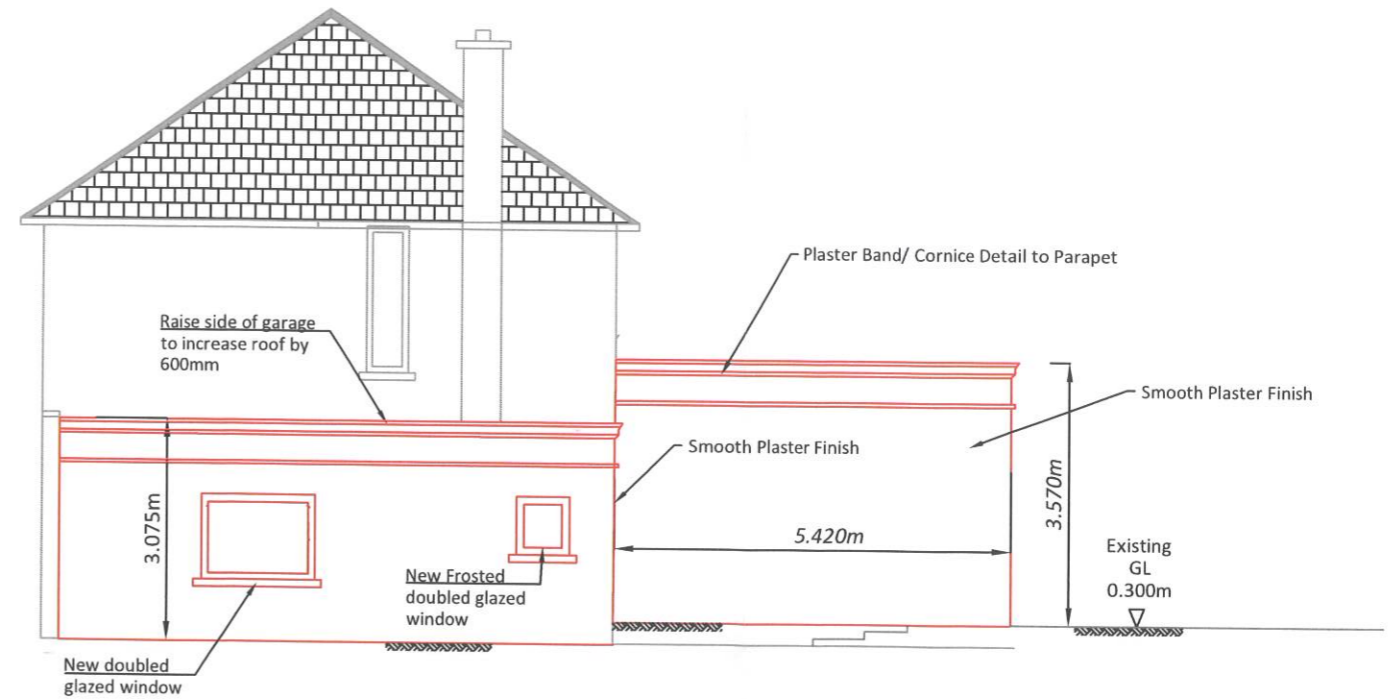 Plaster Band/ Cornice Detail to Parapet
Raise side of garage
to increase roof by
600mm
Smooth Plaster Finish
Smooth Plaster Finish
3.075m
3.570m
5.420m
Existing
GL
0.300m
New Frosted
doubled glazed
window
New doubled
glazed window